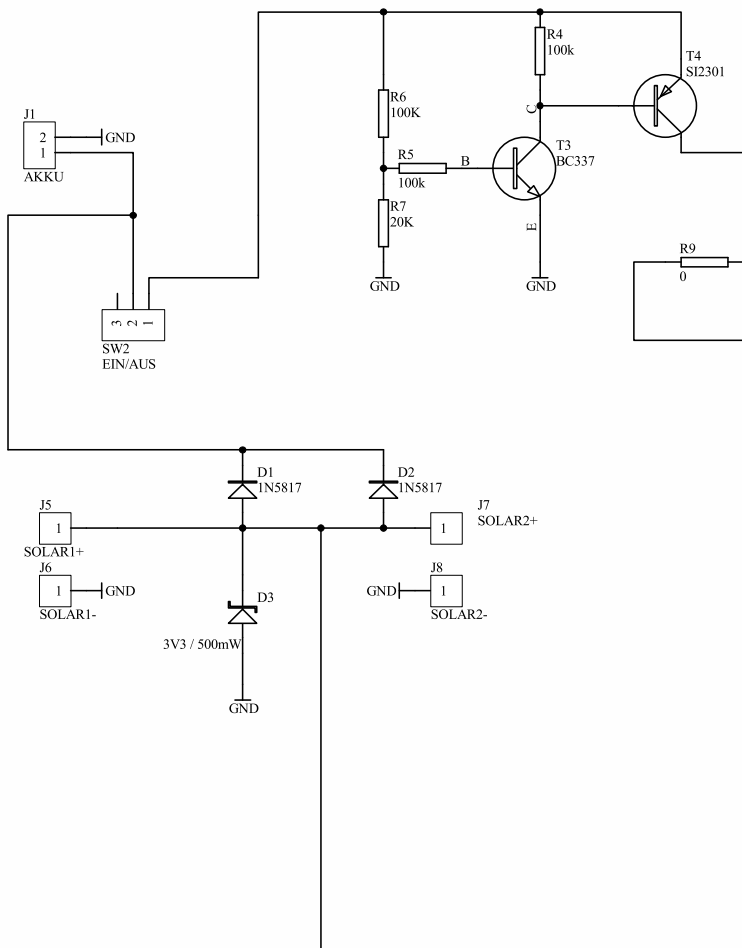 R4
100k
T4
SI2301
R6
100K
J1
2
GND
1
AKKU
C
T3
BC337
R5
B
100k
R7
20K
E
GND
GND
R9
0
3
2
1
SW2
EIN/AUS
D1
1N5817
D2
1N5817
J5
1
SOLAR1+
J7
SOLAR2+
1
J6
1
GND
SOLAR1-
J8
GND
1
SOLAR2-
D3
3V3 / 500mW
GND